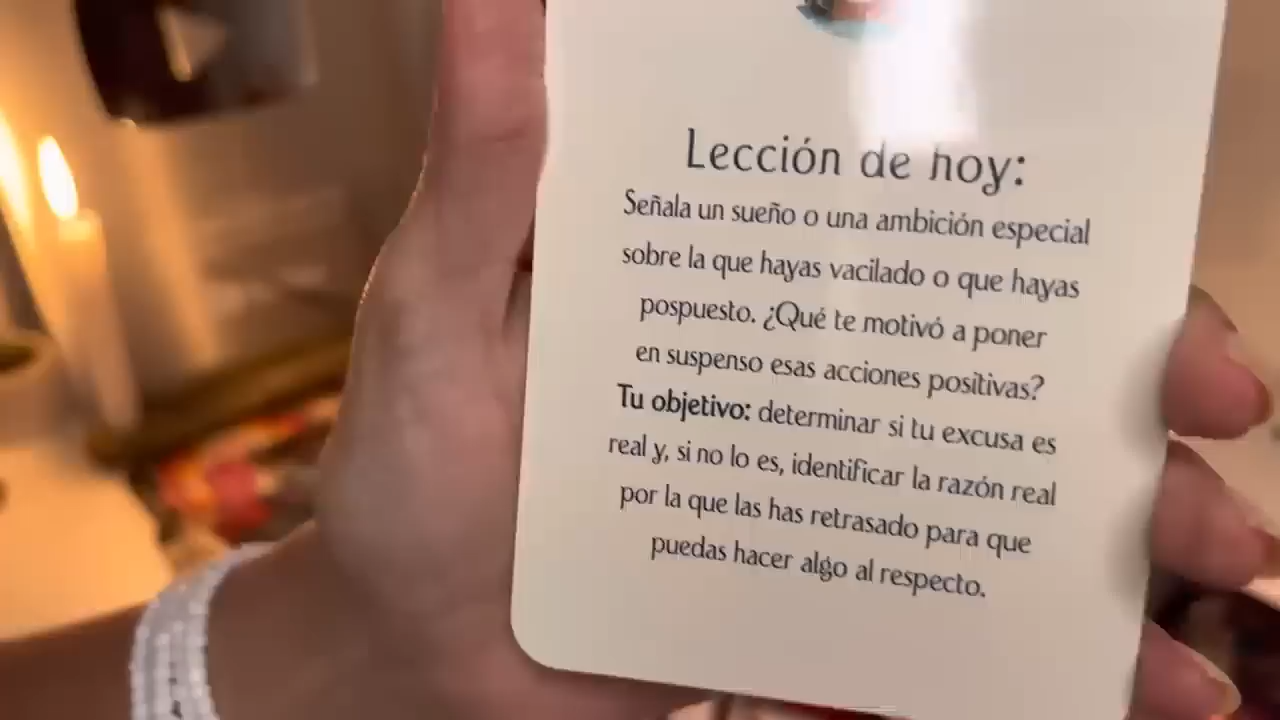 Lección de hoy:
Señala un sueño o una ambición especial
sobre la que hayas vacilado o que hayas
pospuesto. ¿Qué te motivó a poner
en suspenso esas acciones positivas?
Tu objetivo: determinar si tu excusa es
real y, si no lo es, identificar la razón real
por la que las has retrasado para que
puedas hacer algo al respecto.